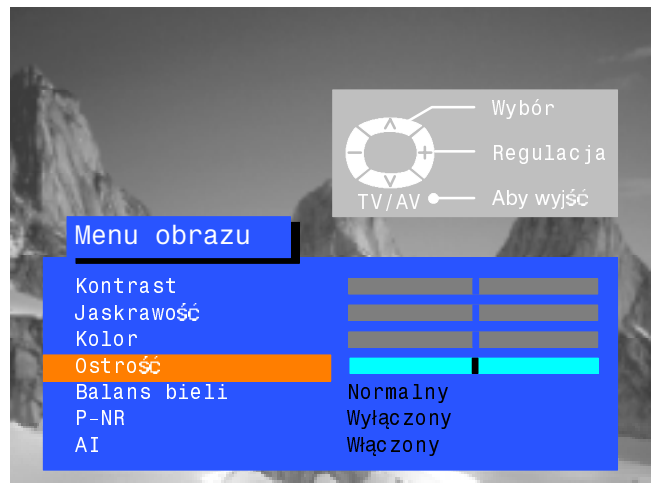 Wybór
Regulacja
TV/AV Aby wyjść
Menu obrazu
Kontrast
Jaskrawość
Kolor
Ostrość
Balans bieli Normalny
P-NR Wyłączony
AI Włączony